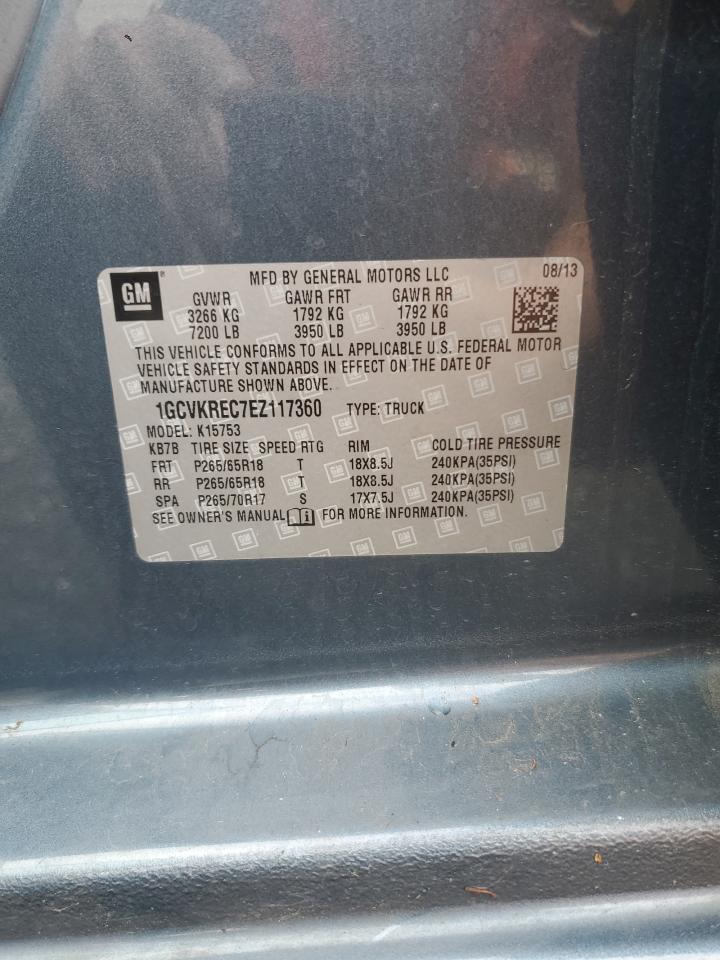 GM
MFD BY GENERAL MOTORS LLC 08/13
GVWR GAWR FRT GAWR RR
3266 KG 1792 KG 1792 KG
7200 LB 3950 LB 3950 LB
THIS VEHICLE CONFORMS TO ALL APPLICABLE U.S. FEDERAL MOTOR
VEHICLE SAFETY STANDARDS IN EFFECT ON THE DATE OF
MANUFACTURE SHOWN ABOVE.
1GCVKREC7EZ117360 TYPE: TRUCK
MODEL: K15753
KB7B TIRE SIZE SPEED RTG RIM COLD TIRE PRESSURE
FRT P265/65R18 T 18X8.5J 240KPA(35PSI)
RR P265/65R18 T 18X8.5J 240KPA(35PSI)
SPA P265/70R17 S 17X7.5J 240KPA(35PSI)
SEE OWNER'S MANUAL FOR MORE INFORMATION.